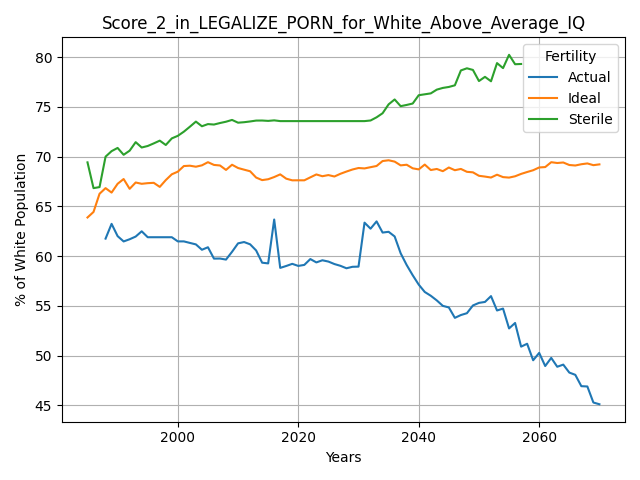 Score_2_in_LEGALIZE_PORN_for_White_Above_Average_IQ
% of White Population
80
75
70
65
60
55
50
45
Fertility
Actual
Ideal
Sterile
2000
2020
2040
2060
Years